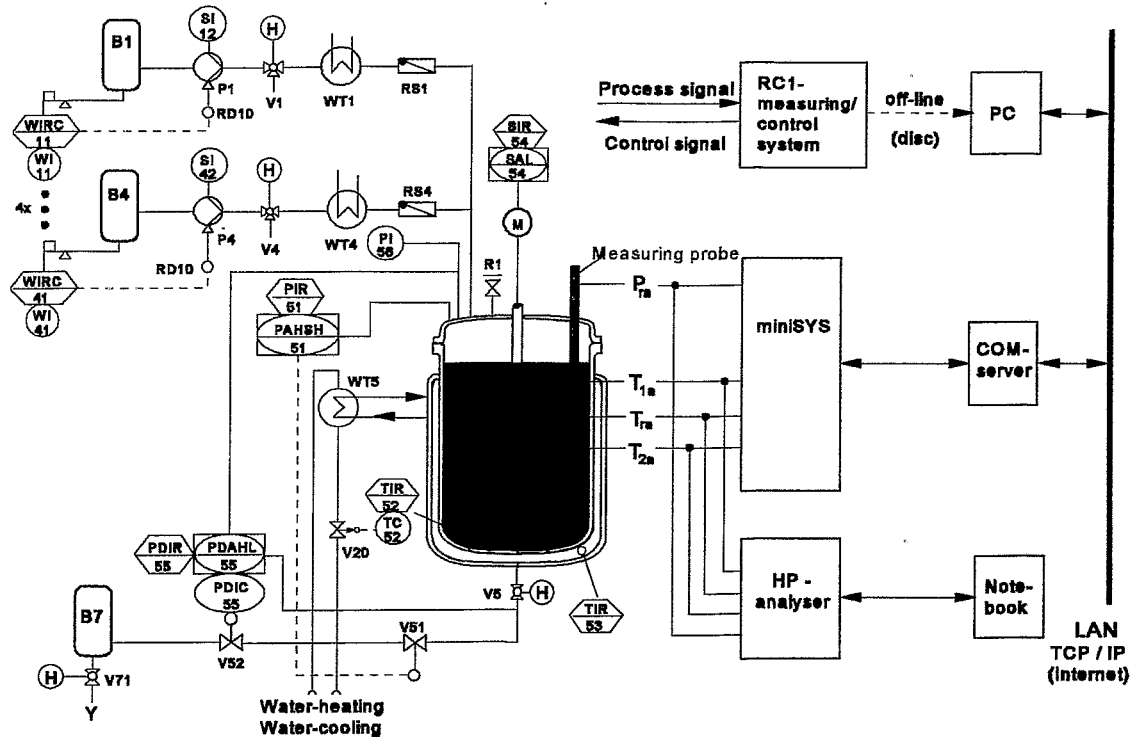 SI
12
B1
H
P1
V1
WT1
RS1
RD10
WIRC
11
WI
11
4x
SI
42
B4
H
P4
V4
WT4
RS4
RD10
WIRC
41
WI
41
PI
56
SIR
54
SAL
54
M
R1
Measuring probe
PIR
51
PAHSH
51
WT5
TIR
52
TC
52
V20
PDIR
55
PDAHL
55
PDIC
55
B7
V52
V51
V5
H
TIR
53
H
V71
Y
Water-heating
Water-cooling
Process signal
Control signal
RC1-
measuring/
control
system
off-line
(disc)
PC
Pra
T1a
Tra
T2a
miniSYS
COM-
server
HP -
analyser
Note-
book
LAN
TCP / IP
(Internet)